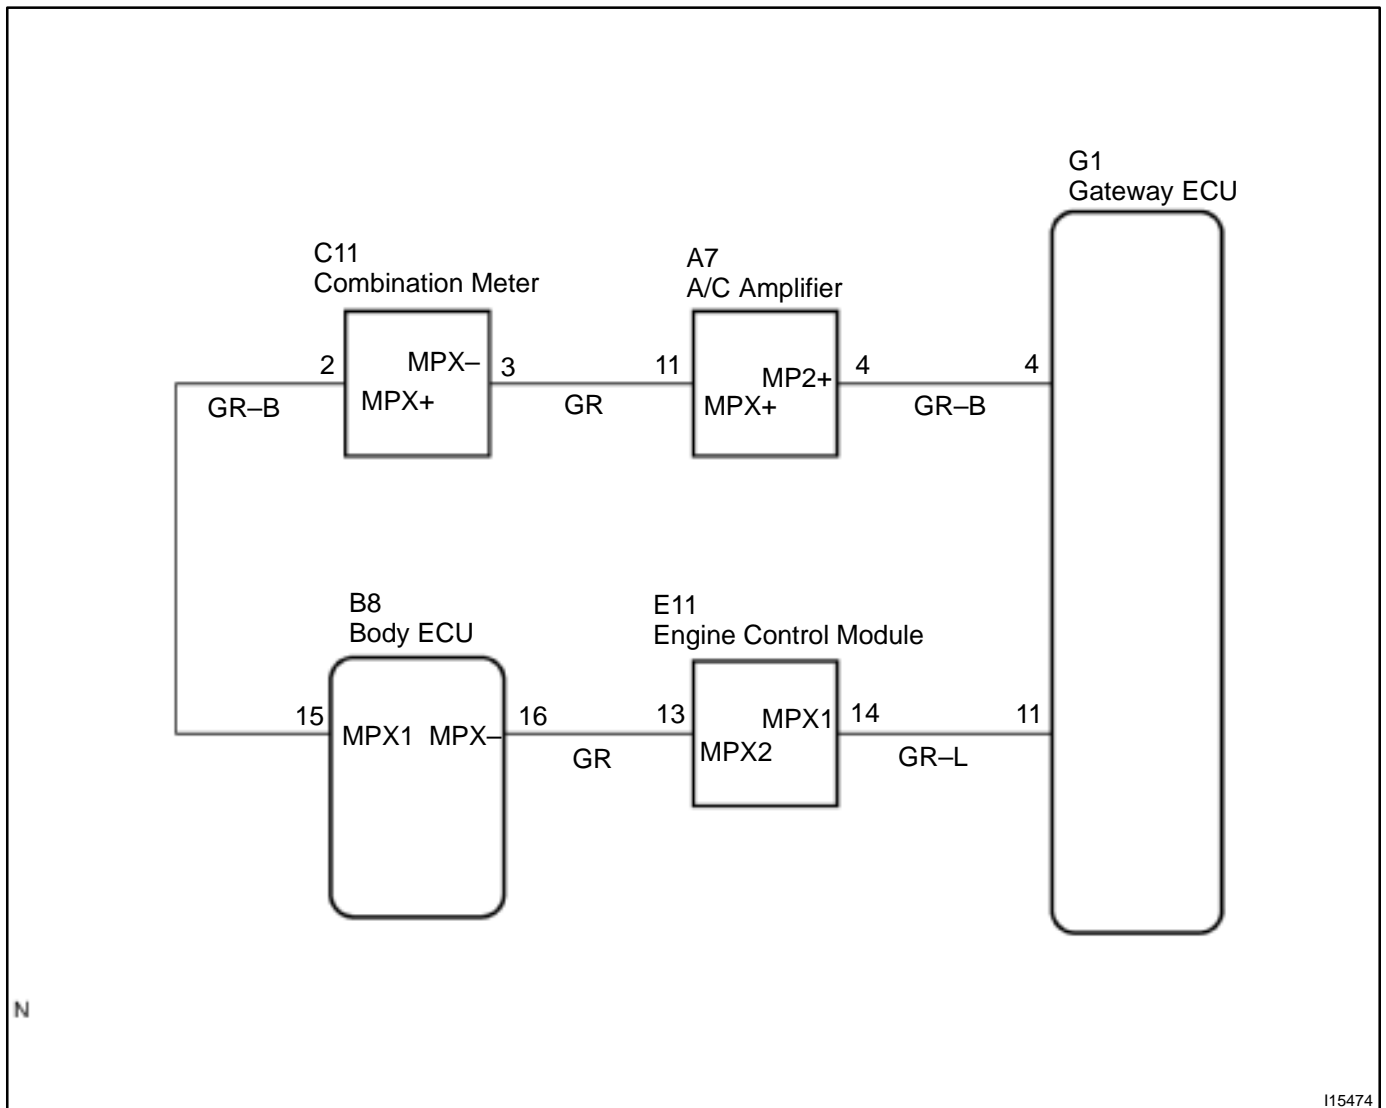 G1
Gateway ECU
C11
Combination Meter
A7
A/C Amplifier
2
MPX–
MPX+
3
11
MP2+
MPX+
4
4
GR–B
GR
GR–B
B8
Body ECU
E11
Engine Control Module
15
MPX1 MPX–
16
13
MPX1
MPX2
14
11
GR
GR–L
N
I15474